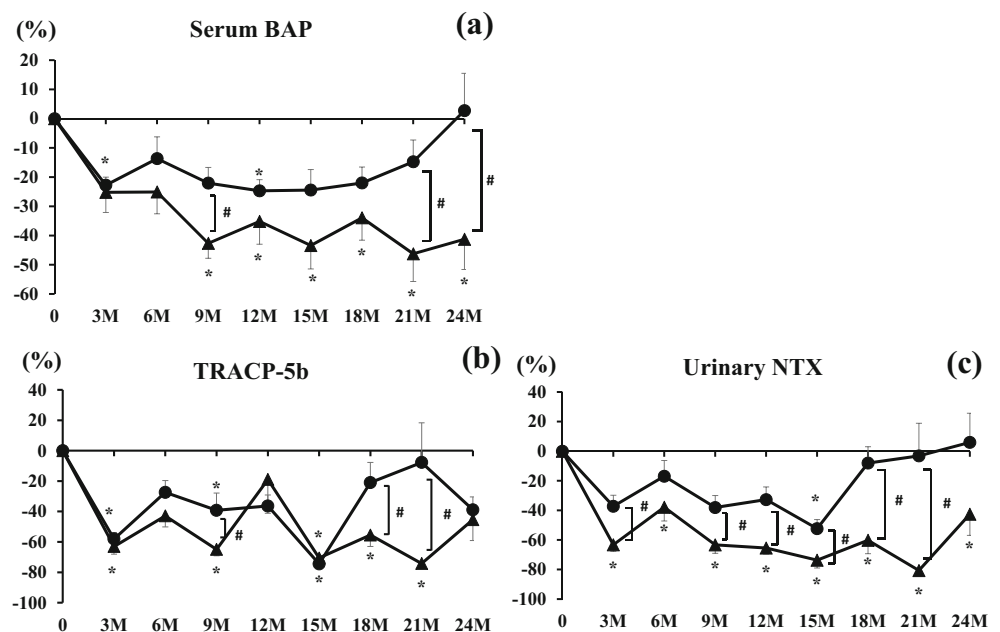 (%) Serum BAP (a)
20
10
0
-10
-20
-30
-40
-50
-60
* * * * * * * *
# # #
0 3M 6M 9M 12M 15M 18M 21M 24M
(%) TRACP-5b (b)
40
20
0
-20
-40
-60
-80
-100
* * * * * * * *
# # #
0 3M 6M 9M 12M 15M 18M 21M 24M
(%) Urinary NTX (c)
40
20
0
-20
-40
-60
-80
-100
* * * * * * * * *
# # # # # #
0 3M 6M 9M 12M 15M 18M 21M 24M